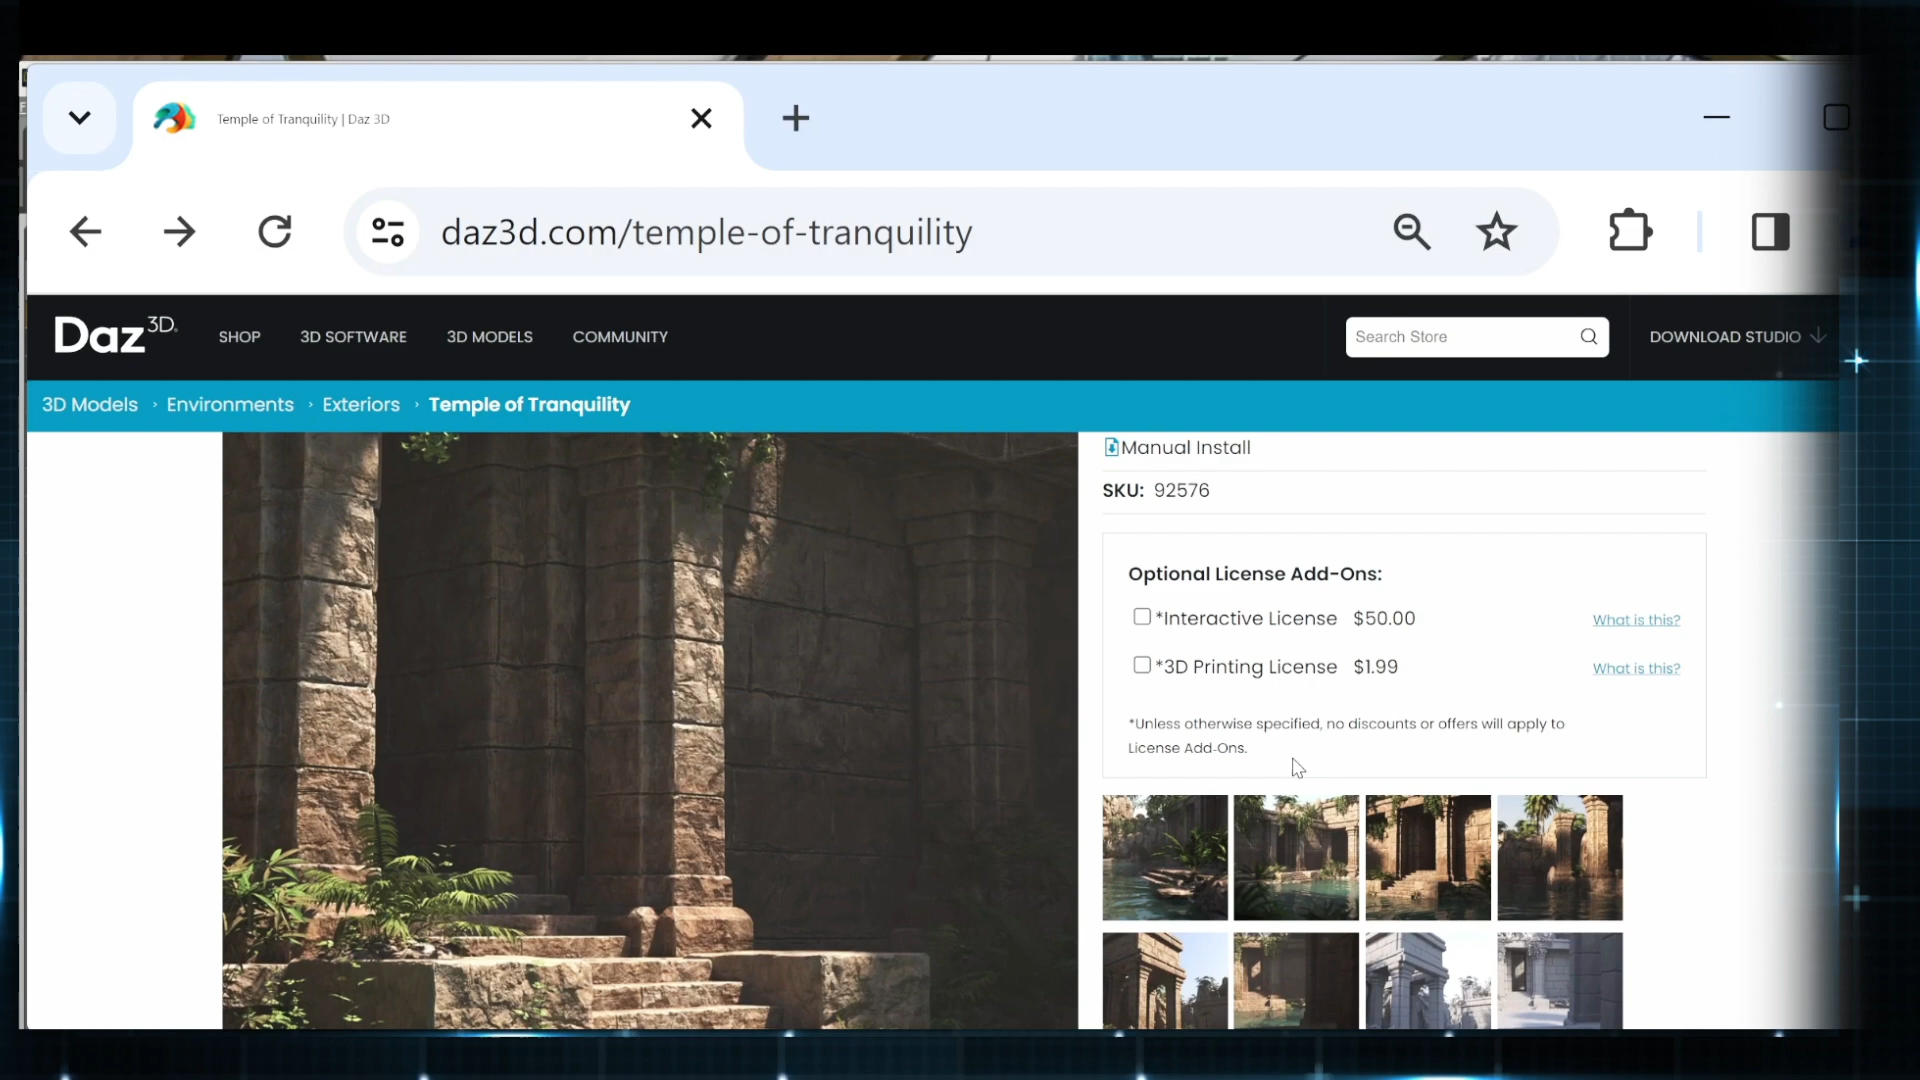 Temple of Tranquility | Daz 3D
daz3d.com/temple-of-tranquility
Daz 3D
SHOP
3D SOFTWARE
3D MODELS
COMMUNITY
Search Store
DOWNLOAD STUDIO
3D Models › Environments › Exteriors › Temple of Tranquility
Manual Install
SKU: 92576
Optional License Add-Ons:
*Interactive License $50.00 What is this?
*3D Printing License $1.99 What is this?
*Unless otherwise specified, no discounts or offers will apply to
License Add-Ons.